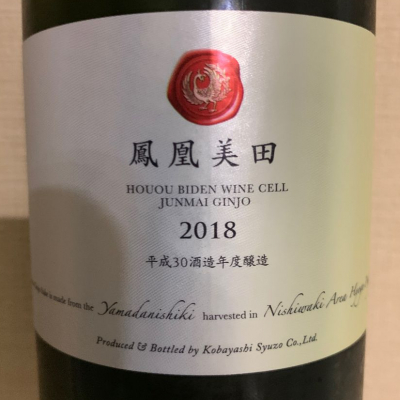 鳳凰美田
HOUOU BIDEN WINE CELL
JUNMAI GINJO
2018
平成30酒造年度醸造
is made from the Yamadanishiki harvested in Nishiwaki Area Hyogo
Produced & Bottled by Kobayashi Syuzo Co.,Ltd.